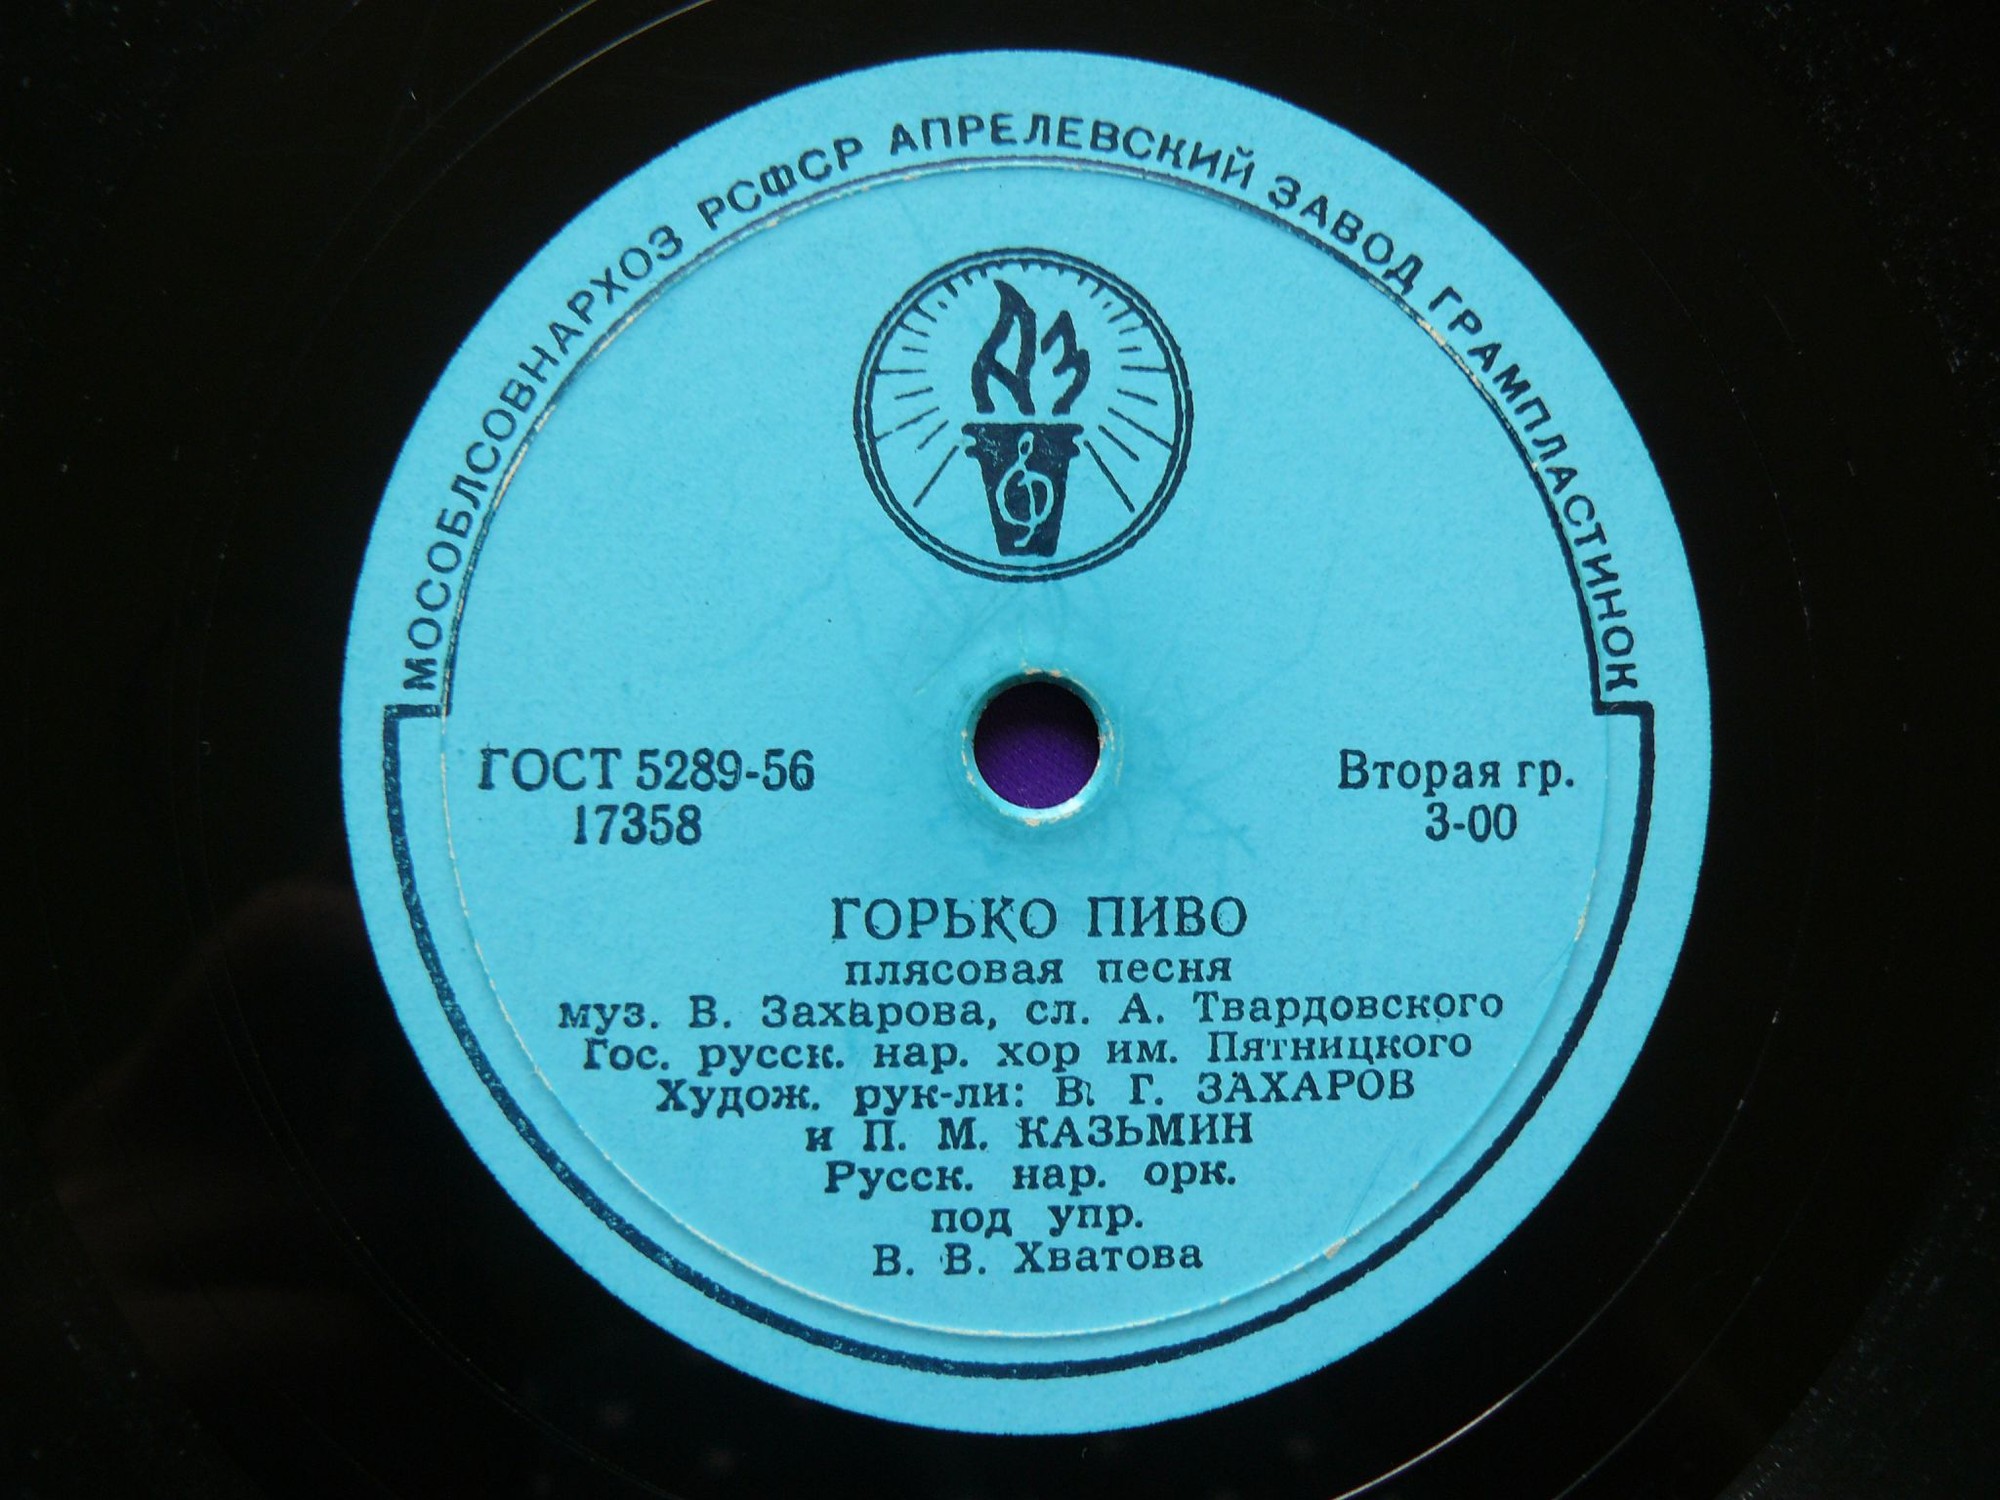 МОСОБЛСОВНАРХОЗ РСФСР АПРЕЛЕВСКИЙ ЗАВОД ГРАМПЛАСТИНОК
АЗ
ГОСТ 5289-56
17358
Вторая гр.
3-00
ГОРЬКО ПИВО
плясовая песня
муз. В. Захарова, сл. А. Твардовского
Гос. русск. нар. хор им. Пятницкого
Худож. рук-ли: В. Г. ЗАХАРОВ
и П. М. КАЗЬМИН
Русск. нар. орк.
под упр.
В. В. Хватова